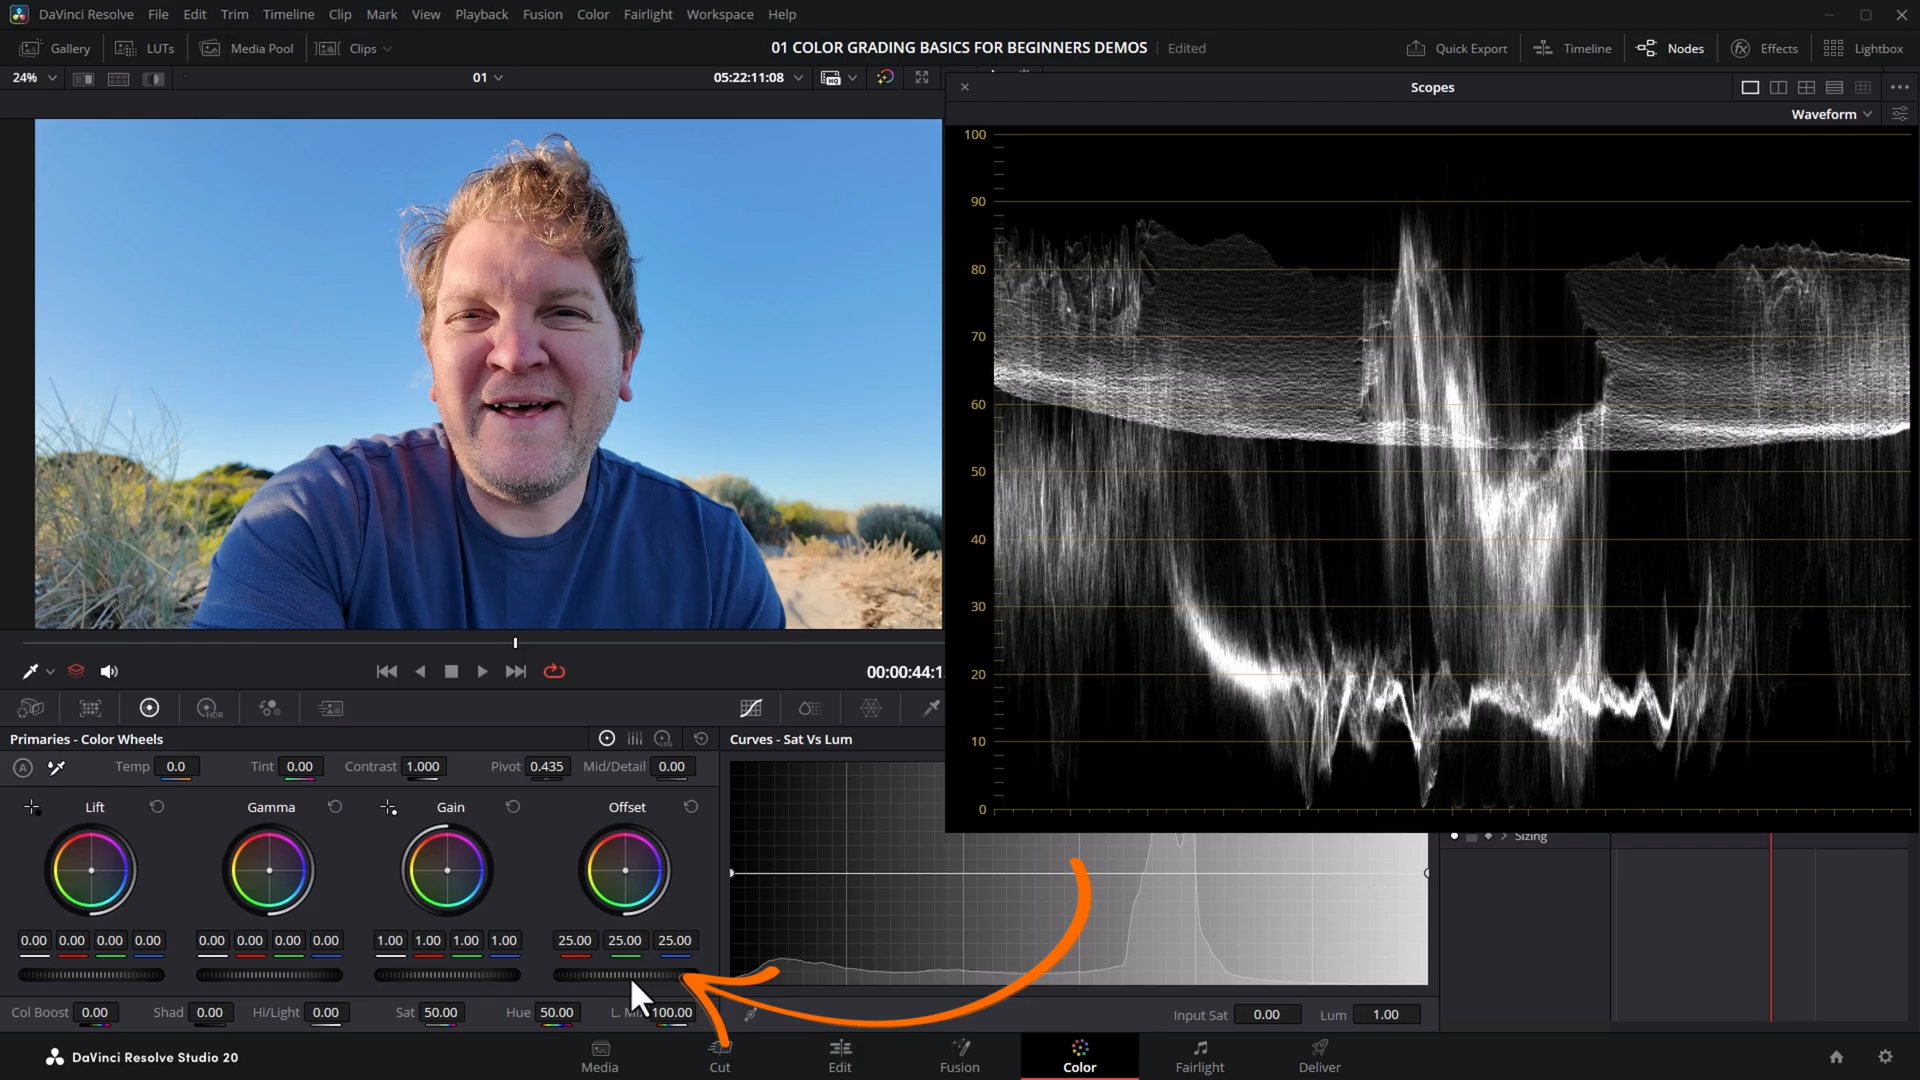 DaVinci Resolve File Edit Trim Timeline Clip Mark View Playback Fusion Color Fairlight Workspace Help
Gallery LUTs Media Pool Clips 01 COLOR GRADING BASICS FOR BEGINNERS DEMOS Edited Quick Export Timeline Nodes Effects Lightbox
24% 01 05:22:11:08 HQ
Scopes
Waveform
100
90
80
70
60
50
40
30
20
10
0
00:00:44:1
HDR
Primaries - Color Wheels LOG
Curves - Sat Vs Lum
A Temp 0.0 Tint 0.00 Contrast 1.000 Pivot 0.435 Mid/Detail 0.00
Lift Gamma Gain Offset
Sizing
0.00 0.00 0.00 0.00 0.00 0.00 0.00 0.00 1.00 1.00 1.00 1.00 25.00 25.00 25.00
Col Boost 0.00 Shad 0.00 Hi/Light 0.00 Sat 50.00 Hue 50.00 L. 100.00
Input Sat 0.00 Lum 1.00
DaVinci Resolve Studio 20
Media Cut Edit Fusion Color Fairlight Deliver